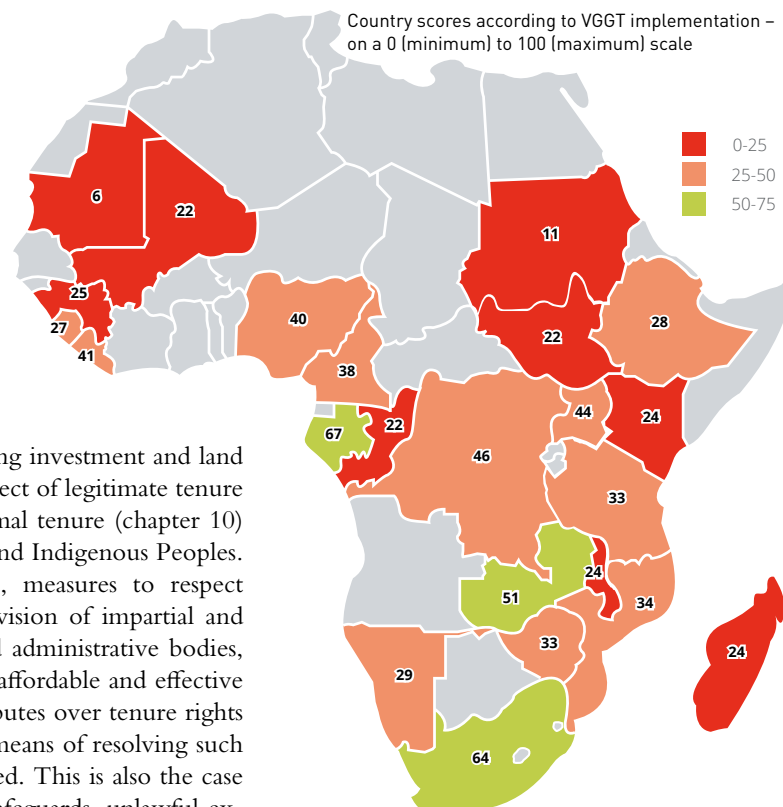 Country scores according to VGGT implementation –
on a 0 (minimum) to 100 (maximum) scale
0-25
25-50
50-75
6
22
11
25
27
41
40
38
22
28
67
22
46
44
24
33
51
24
34
29
33
24
64
ng investment and land
ect of legitimate tenure
mal tenure (chapter 10)
nd Indigenous Peoples.
, measures to respect
vision of impartial and
l administrative bodies,
affordable and effective
outes over tenure rights
means of resolving such
ed. This is also the case